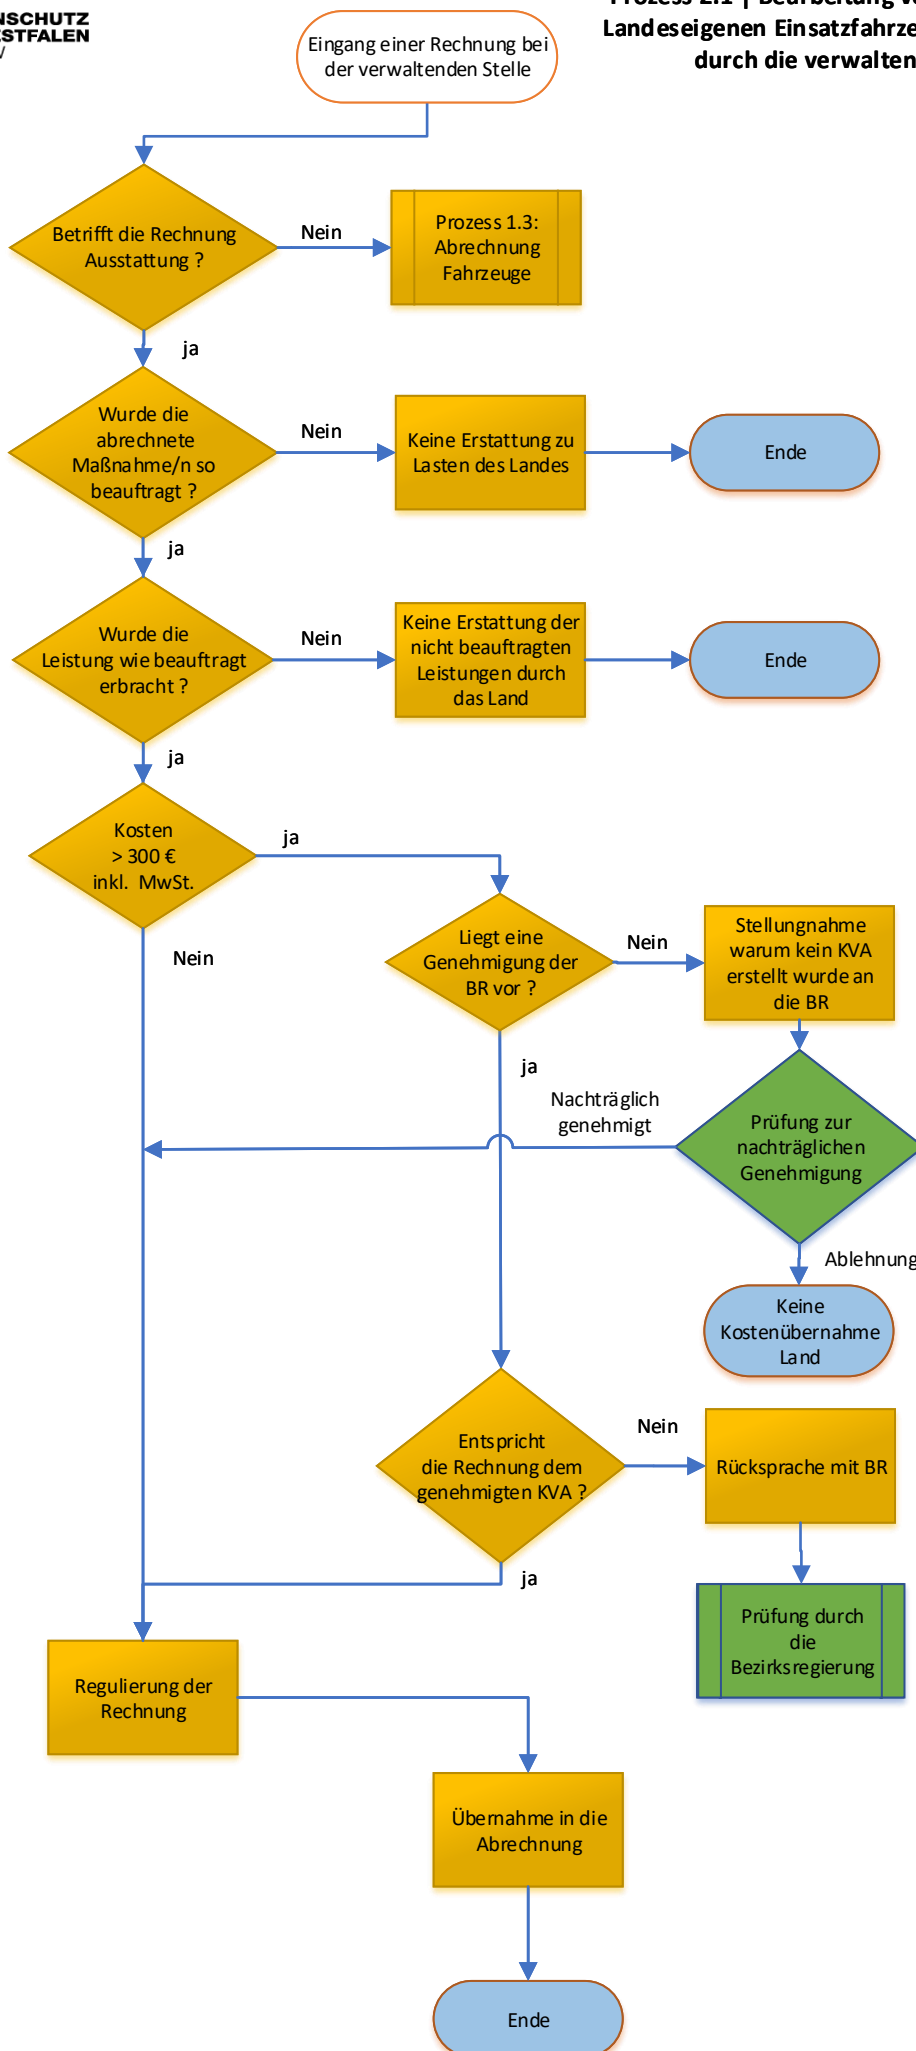 Eingang einer Rechnung bei
der verwaltenden Stelle
Landeseigenen
durch die
Betrifft die Rechnung
Ausstattung ?
Nein
Prozess 1.3:
Abrechnung
Fahrzeuge
ja
Wurde die
abrechnete
Maßnahme/n so
beauftragt ?
Nein
Keine Erstattung zu
Lasten des Landes
Ende
ja
Wurde die
Leistung wie beauftragt
erbracht ?
Nein
Keine Erstattung der
nicht beauftragten
Leistungen durch
das Land
Ende
ja
Kosten
> 300 €
inkl. MwSt.
ja
Nein
Liegt eine
Genehmigung der
BR vor ?
Nein
Stellungnahme
warum kein KVA
erstellt wurde an
die BR
ja
Nachträglich
genehmigt
Prüfung zur
nachträglichen
Genehmigung
Ablehnung
Keine
Kostenübernahme
Land
Entspricht
die Rechnung dem
genehmigten KVA ?
Nein
Rücksprache mit BR
ja
Prüfung durch
die
Bezirksregierung
Regulierung der
Rechnung
Übernahme in die
Abrechnung
Ende